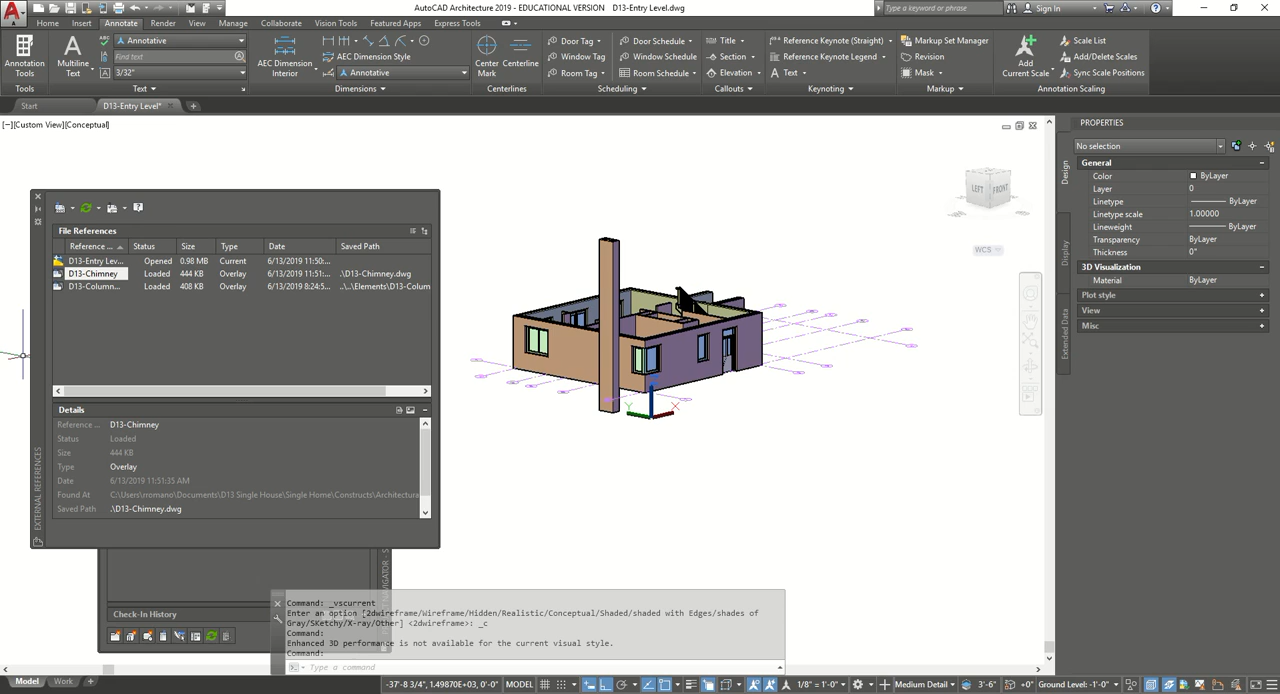 AutoCAD Architecture 2019 - EDUCATIONAL VERSION D13-Entry Level.dwg
Type a keyword or phrase
Sign In
Home Insert Annotate Render View Manage Collaborate Vision Tools Featured Apps Express Tools
Annotation Tools
Tools
Multiline Text
Annotative
Find text
3/32"
Text
AEC Dimension Interior
AEC Dimension Style
Annotative
Dimensions
Center Mark
Centerline
Centerlines
Door Tag
Window Tag
Room Tag
Door Schedule
Window Schedule
Room Schedule
Scheduling
Title
Section
Elevation
Callouts
Reference Keynote (Straight)
Reference Keynote Legend
Text
Keynoting
Markup Set Manager
Revision
Mask
Markup
Add Current Scale
Scale List
Add/Delete Scales
Sync Scale Positions
Annotation Scaling
Start
D13-Entry Level*
[−][Custom View][Conceptual]
LEFT FRONT
WCS
Y X
EXTERNAL REFERENCES
File References
Reference ... Status Size Type Date Saved Path
D13-Entry Lev... Opened 0.98 MB Current 6/13/2019 11:50:...
D13-Chimney Loaded 444 KB Overlay 6/13/2019 11:51:... .\D13-Chimney.dwg
D13-Column... Loaded 408 KB Overlay 6/13/2019 8:24:5... ..\..\Elements\D13-Colum
Details
Reference ... D13-Chimney
Status Loaded
Size 444 KB
Type Overlay
Date 6/13/2019 11:51:35 AM
Found At C:\Users\rromano\Documents\D13 Single House\Single Home\Constructs\Architectura
Saved Path .\D13-Chimney.dwg
Check-In History
Command: _vscurrent
Enter an option [2dwireframe/Wireframe/Hidden/Realistic/Conceptual/Shaded/shaded with Edges/shades of
Gray/SKetchy/X-ray/Other] <2dwireframe>: _c
Command:
Enhanced 3D performance is not available for the current visual style.
Command:
Type a command
PROPERTIES
No selection
Design
Display
Extended Data
General
Color ByLayer
Layer 0
Linetype ByLayer
Linetype scale 1.00000
Lineweight ByLayer
Transparency ByLayer
Thickness 0"
3D Visualization
Material ByLayer
Plot style
View
Misc
Model Work
-37'-8 3/4", 1.49870E+03, 0'-0" MODEL
1/8" = 1'-0"
Medium Detail
3'-6"
+0" Ground Level:-1'-0"